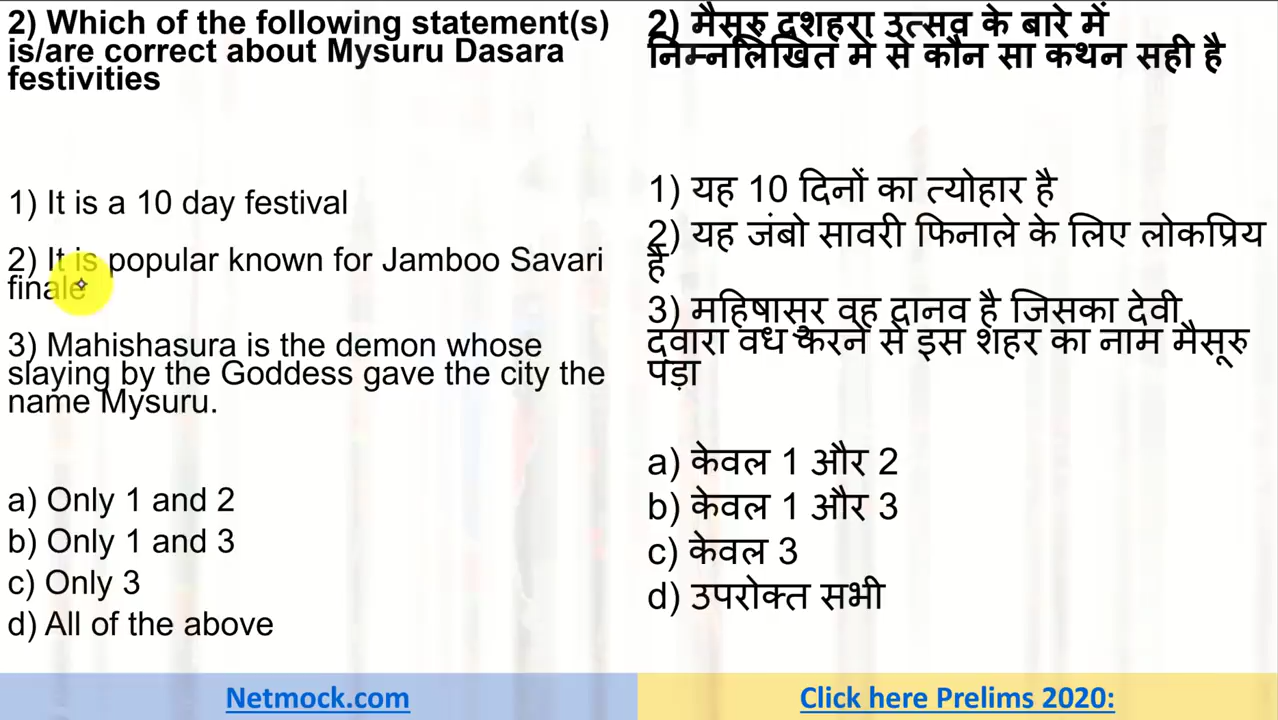 2) Which of the following statement(s)
is/are correct about Mysuru Dasara
festivities
1) It is a 10 day festival
2) It is popular known for Jamboo Savari
finale
3) Mahishasura is the demon whose
slaying by the Goddess gave the city the
name Mysuru.
a) Only 1 and 2
b) Only 1 and 3
c) Only 3
d) All of the above
2) मैसूरु दशहरा उत्सव के बारे में
निम्नलिखित में से कौन सा कथन सही है
1) यह 10 दिनों का त्योहार है
2) यह जंबो सावरी फिनाले के लिए लोकप्रिय
है
3) महिषासुर वह दानव है जिसका देवी
द्वारा वध करने से इस शहर का नाम मैसूरु
पड़ा
a) केवल 1 और 2
b) केवल 1 और 3
c) केवल 3
d) उपरोक्त सभी
Netmock.com
Click here Prelims 2020: